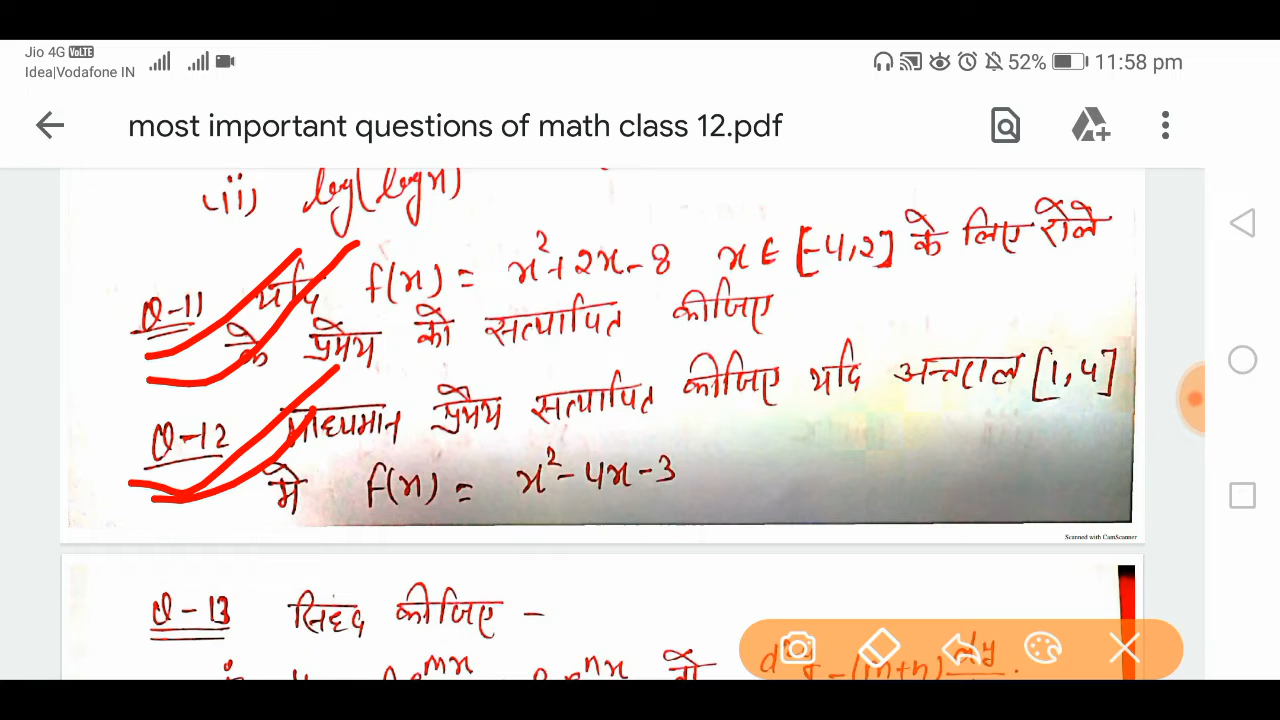 Jio 4G VoLTE
Idea|Vodafone IN
52% 11:58 pm
most important questions of math class 12.pdf
(ii) log(log x)
Q-11 यदि f(x) = x²+2x-8 x∈[-4,2] के लिए रोले
के प्रमेय को सत्यापित कीजिए
Q-12 माध्यमान प्रमेय सत्यापित कीजिए यदि अन्तराल [1,4]
मे f(x) = x²-4x-3
Scanned with CamScanner
Q-13 सिद्ध कीजिए -